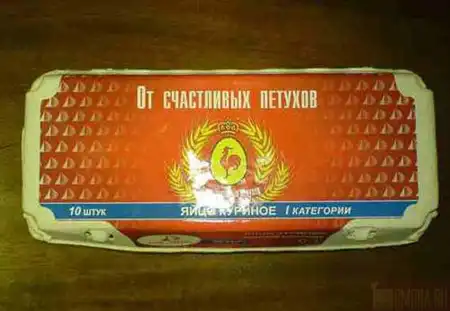 От счастливых петухов
10 штук
яйцо куриное I категории